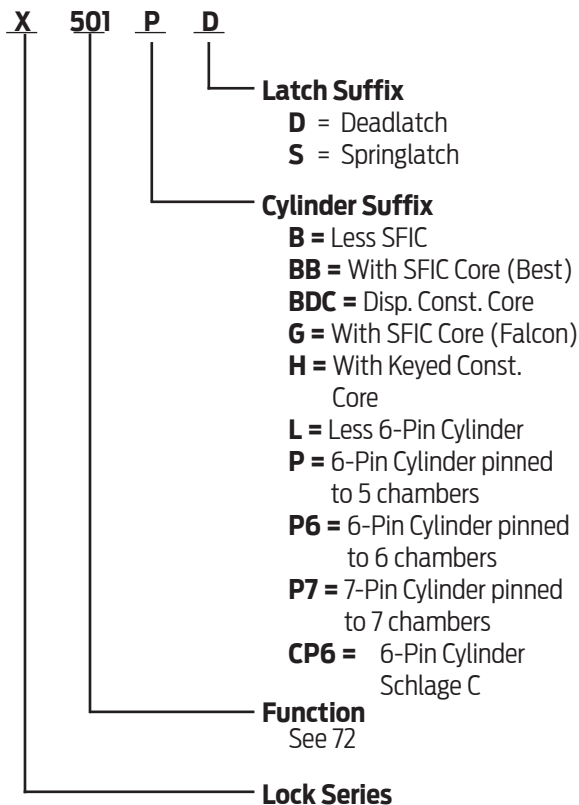 X 501 P D
Latch Suffix
D = Deadlatch
S = Springlatch
Cylinder Suffix
B = Less SFIC
BB = With SFIC Core (Best)
BDC = Disp. Const. Core
G = With SFIC Core (Falcon)
H = With Keyed Const.
Core
L = Less 6-Pin Cylinder
P = 6-Pin Cylinder pinned
to 5 chambers
P6 = 6-Pin Cylinder pinned
to 6 chambers
P7 = 7-Pin Cylinder pinned
to 7 chambers
CP6 = 6-Pin Cylinder
Schlage C
Function
See 72
Lock Series